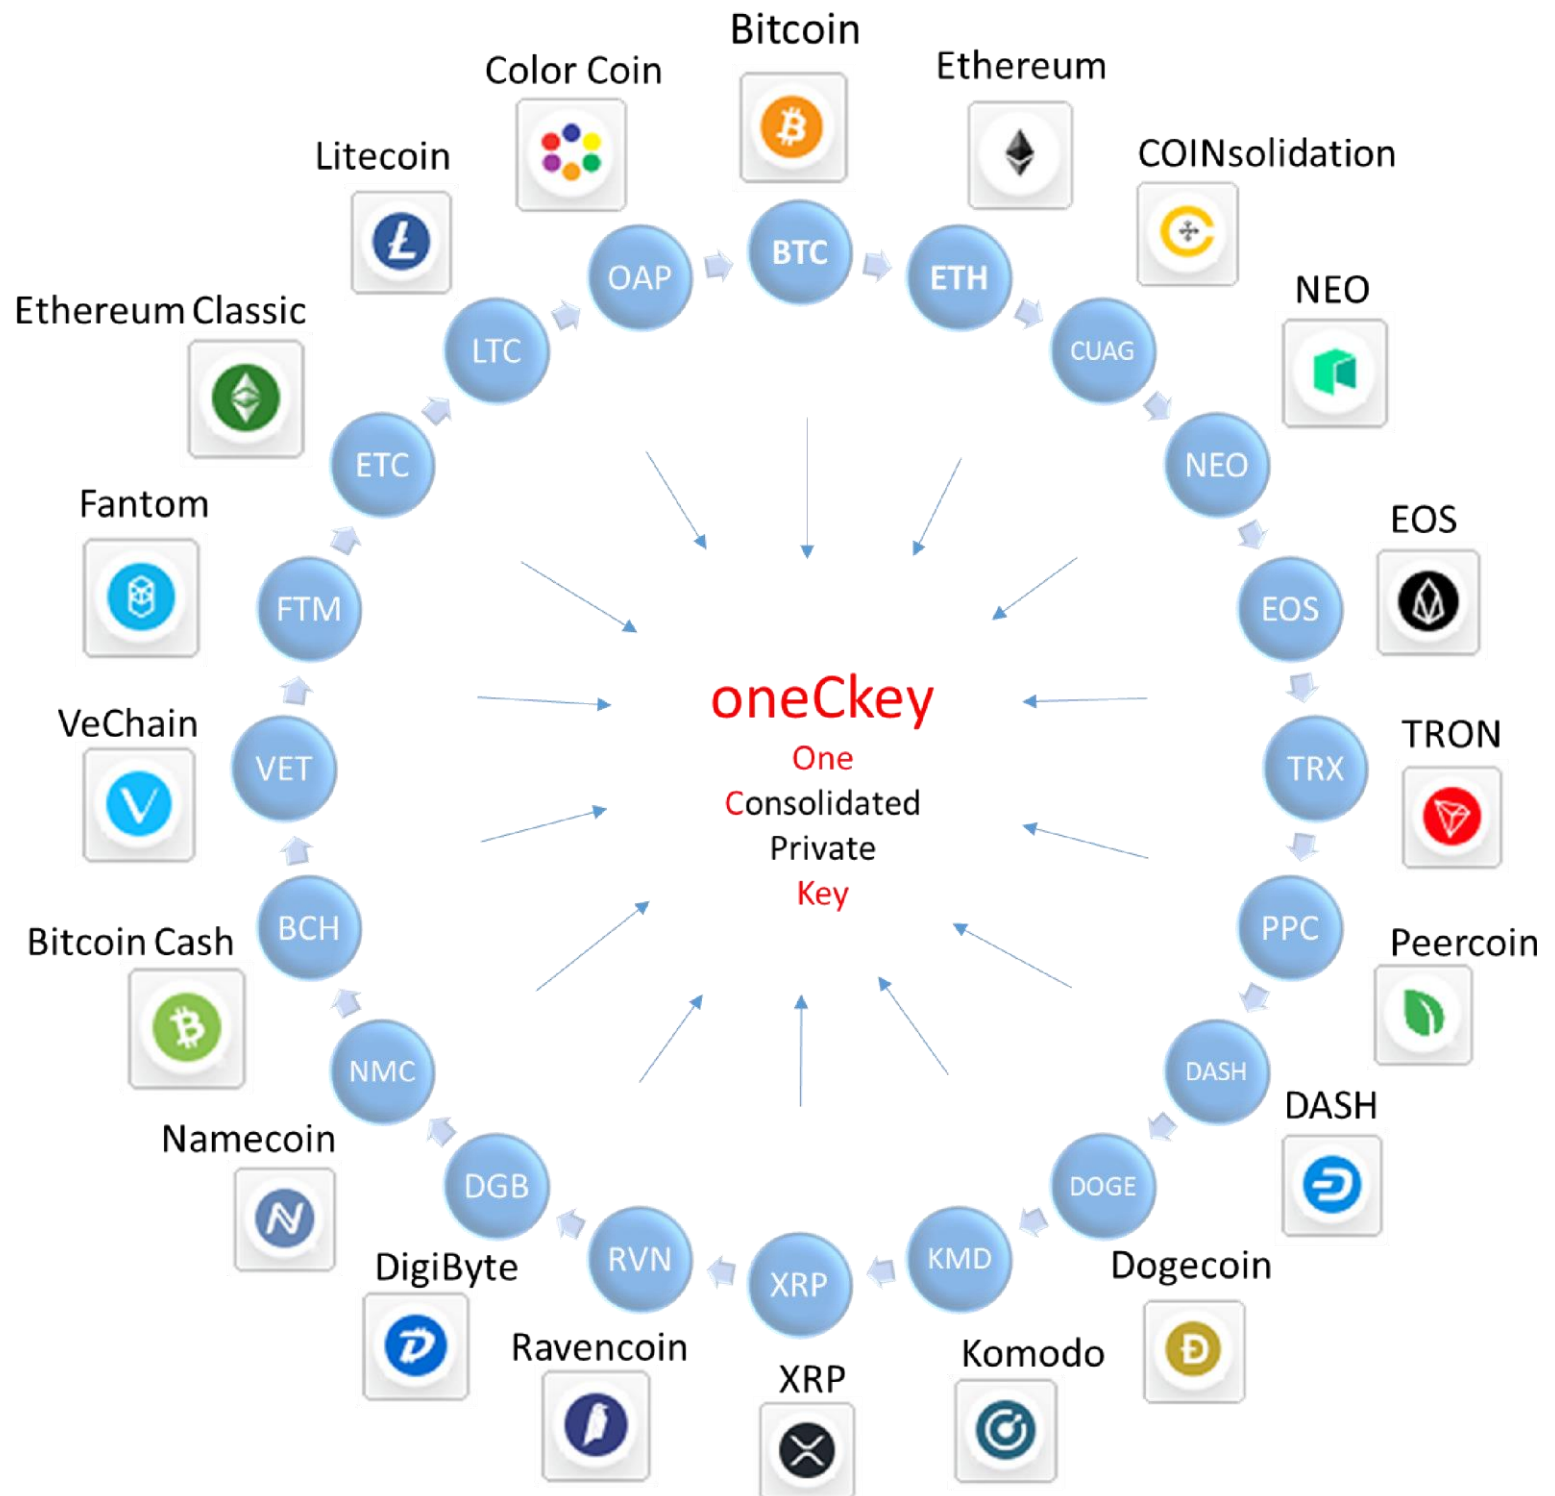 Bitcoin
Ethereum
Color Coin
COINsolidation
Litecoin
NEO
Ethereum Classic
Fantom
EOS
VeChain
TRON
Bitcoin Cash
Peercoin
Namecoin
DASH
DigiByte
Dogecoin
Ravencoin
Komodo
XRP
BTC
ETH
CUAG
NEO
EOS
TRX
PPC
DASH
DOGE
KMD
XRP
RVN
DGB
NMC
BCH
VET
FTM
ETC
LTC
OAP
oneCkey
One
Consolidated
Private
Key